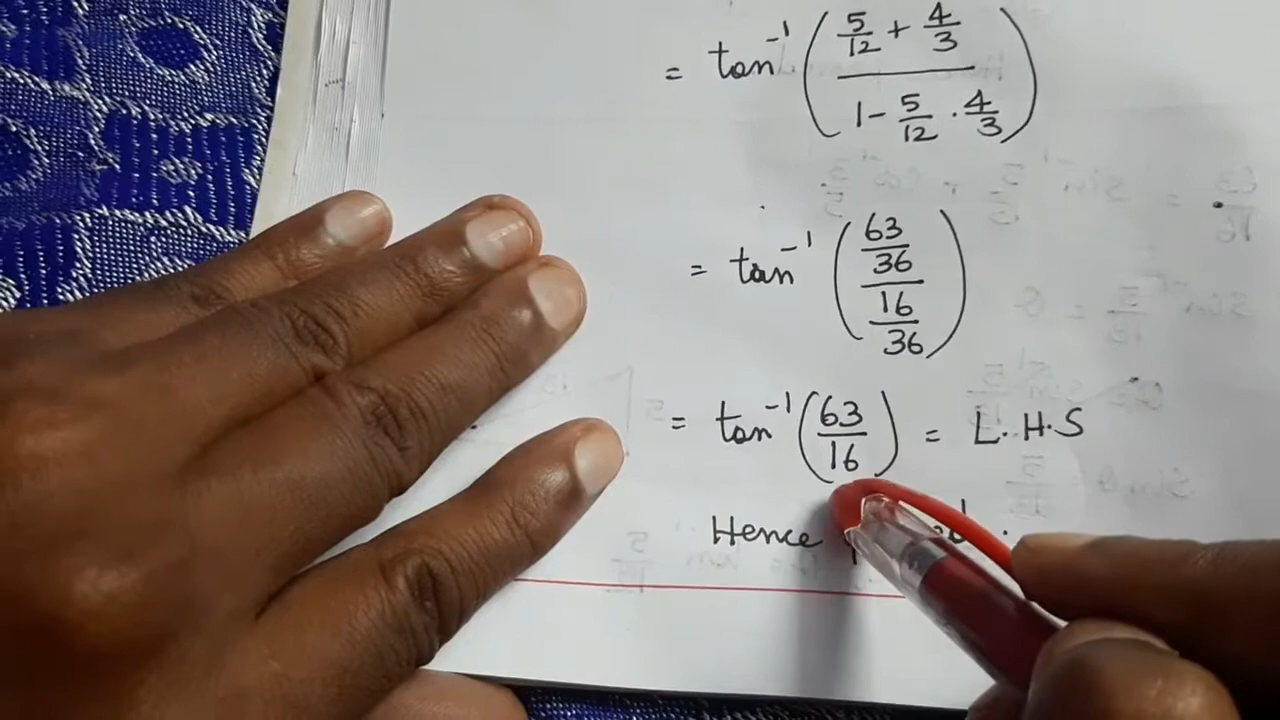 = tan⁻¹ ( (5/12 + 4/3) / (1 - 5/12 · 4/3) )
= tan⁻¹ ( (63/36) / (16/36) )
= tan⁻¹ (63/16) = L.H.S
Hence